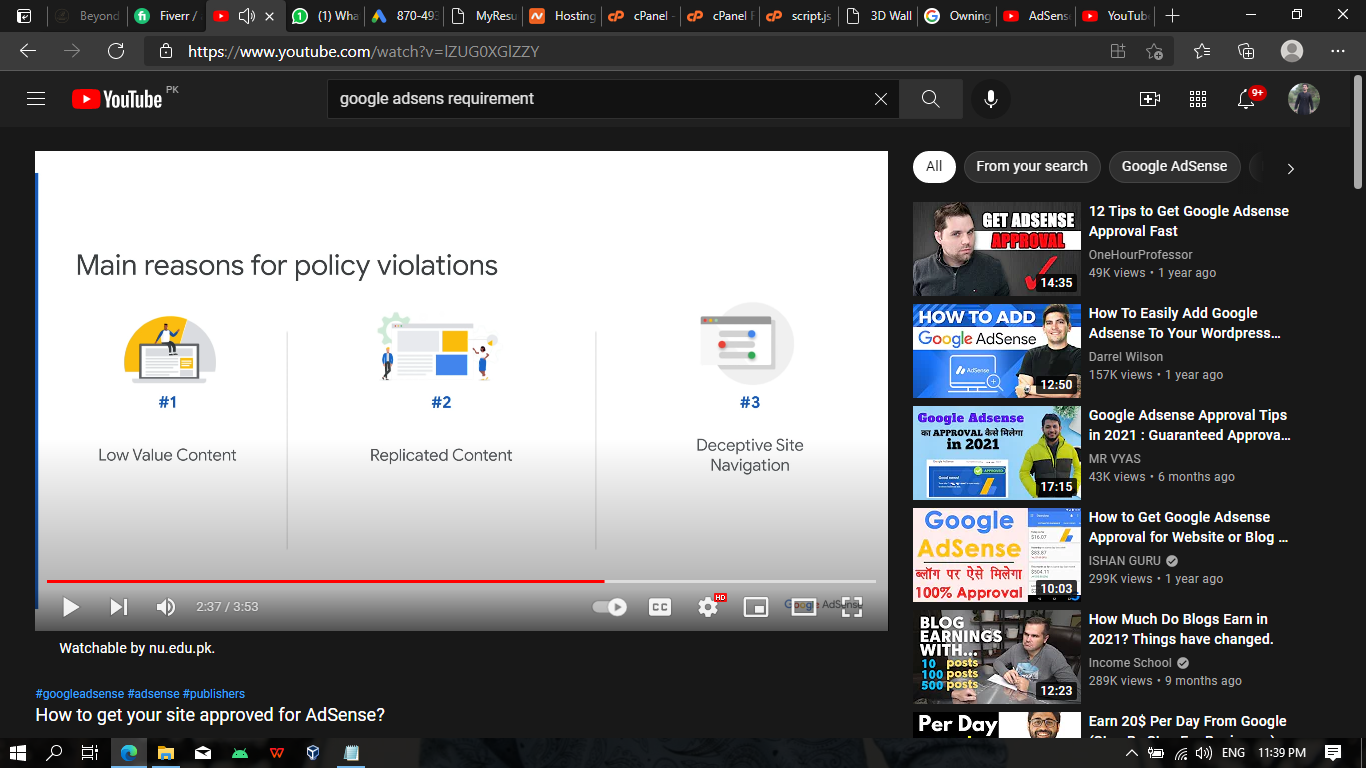 Beyond
Fiverr /
(1) Wha
870-493
MyResu
Hosting
cPanel -
cPanel F
script.js
3D Wall
Owning
AdSens
YouTub
https://www.youtube.com/watch?v=lZUG0XGlZZY
YouTube PK
google adsens requirement
9+
Main reasons for policy violations
#1
Low Value Content
#2
Replicated Content
#3
Deceptive Site
Navigation
2:37 / 3:53
CC
HD
Google AdSense
Watchable by nu.edu.pk.
#googleadsense #adsense #publishers
How to get your site approved for AdSense?
All
From your search
Google AdSense
GET ADSENSE
APPROVAL
14:35
12 Tips to Get Google Adsense
Approval Fast
OneHourProfessor
49K views • 1 year ago
HOW TO ADD
Google AdSense
AdSense
12:50
How To Easily Add Google
Adsense To Your Wordpress...
Darrel Wilson
157K views • 1 year ago
Google Adsense
का APPROVAL कैसे मिलेगा
in 2021
17:15
Google Adsense Approval Tips
in 2021 : Guaranteed Approva...
MR VYAS
43K views • 6 months ago
Google
AdSense
ब्लॉग पर ऐसे मिलेगा
100% Approval
$16.07
10:03
How to Get Google Adsense
Approval for Website or Blog ...
ISHAN GURU
299K views • 1 year ago
BLOG
EARNINGS
WITH...
10 posts
100 posts
500 posts
12:23
How Much Do Blogs Earn in
2021? Things have changed.
Income School
289K views • 9 months ago
Per Day
Earn 20$ Per Day From Google
ENG
11:39 PM